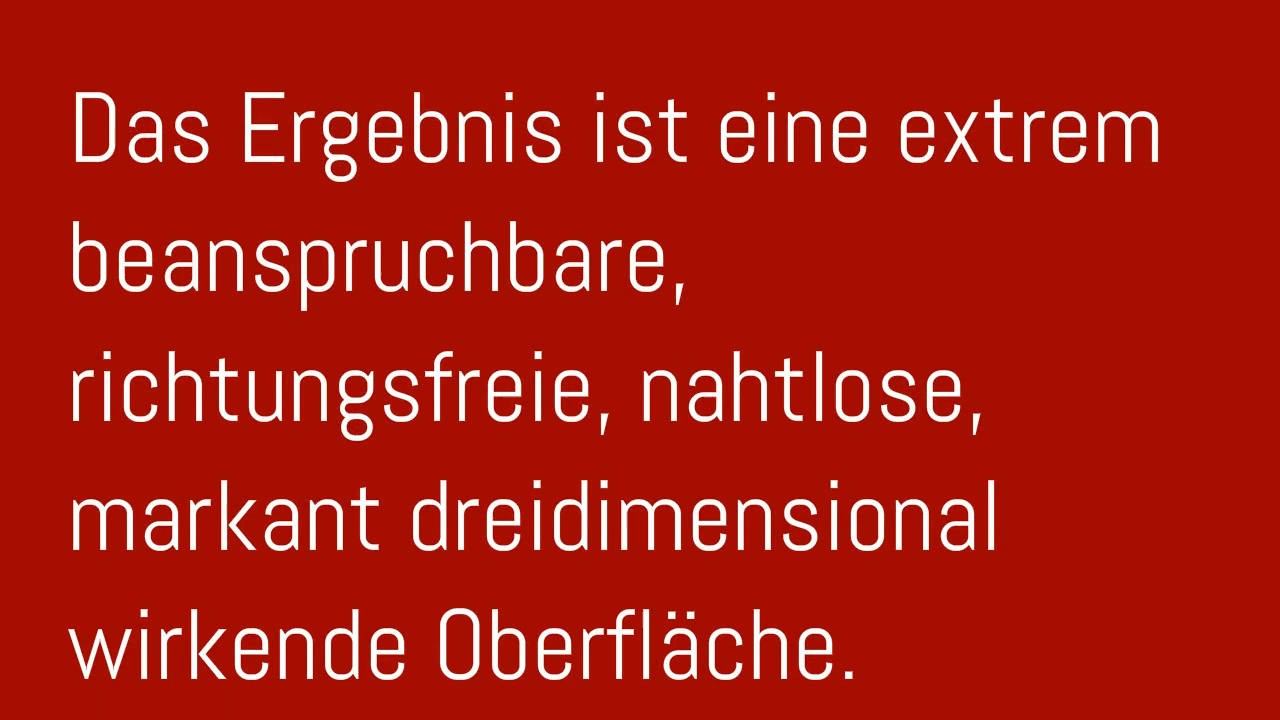 Das Ergebnis ist eine extrem
beanspruchbare,
richtungsfreie, nahtlose,
markant dreidimensional
wirkende Oberfläche.